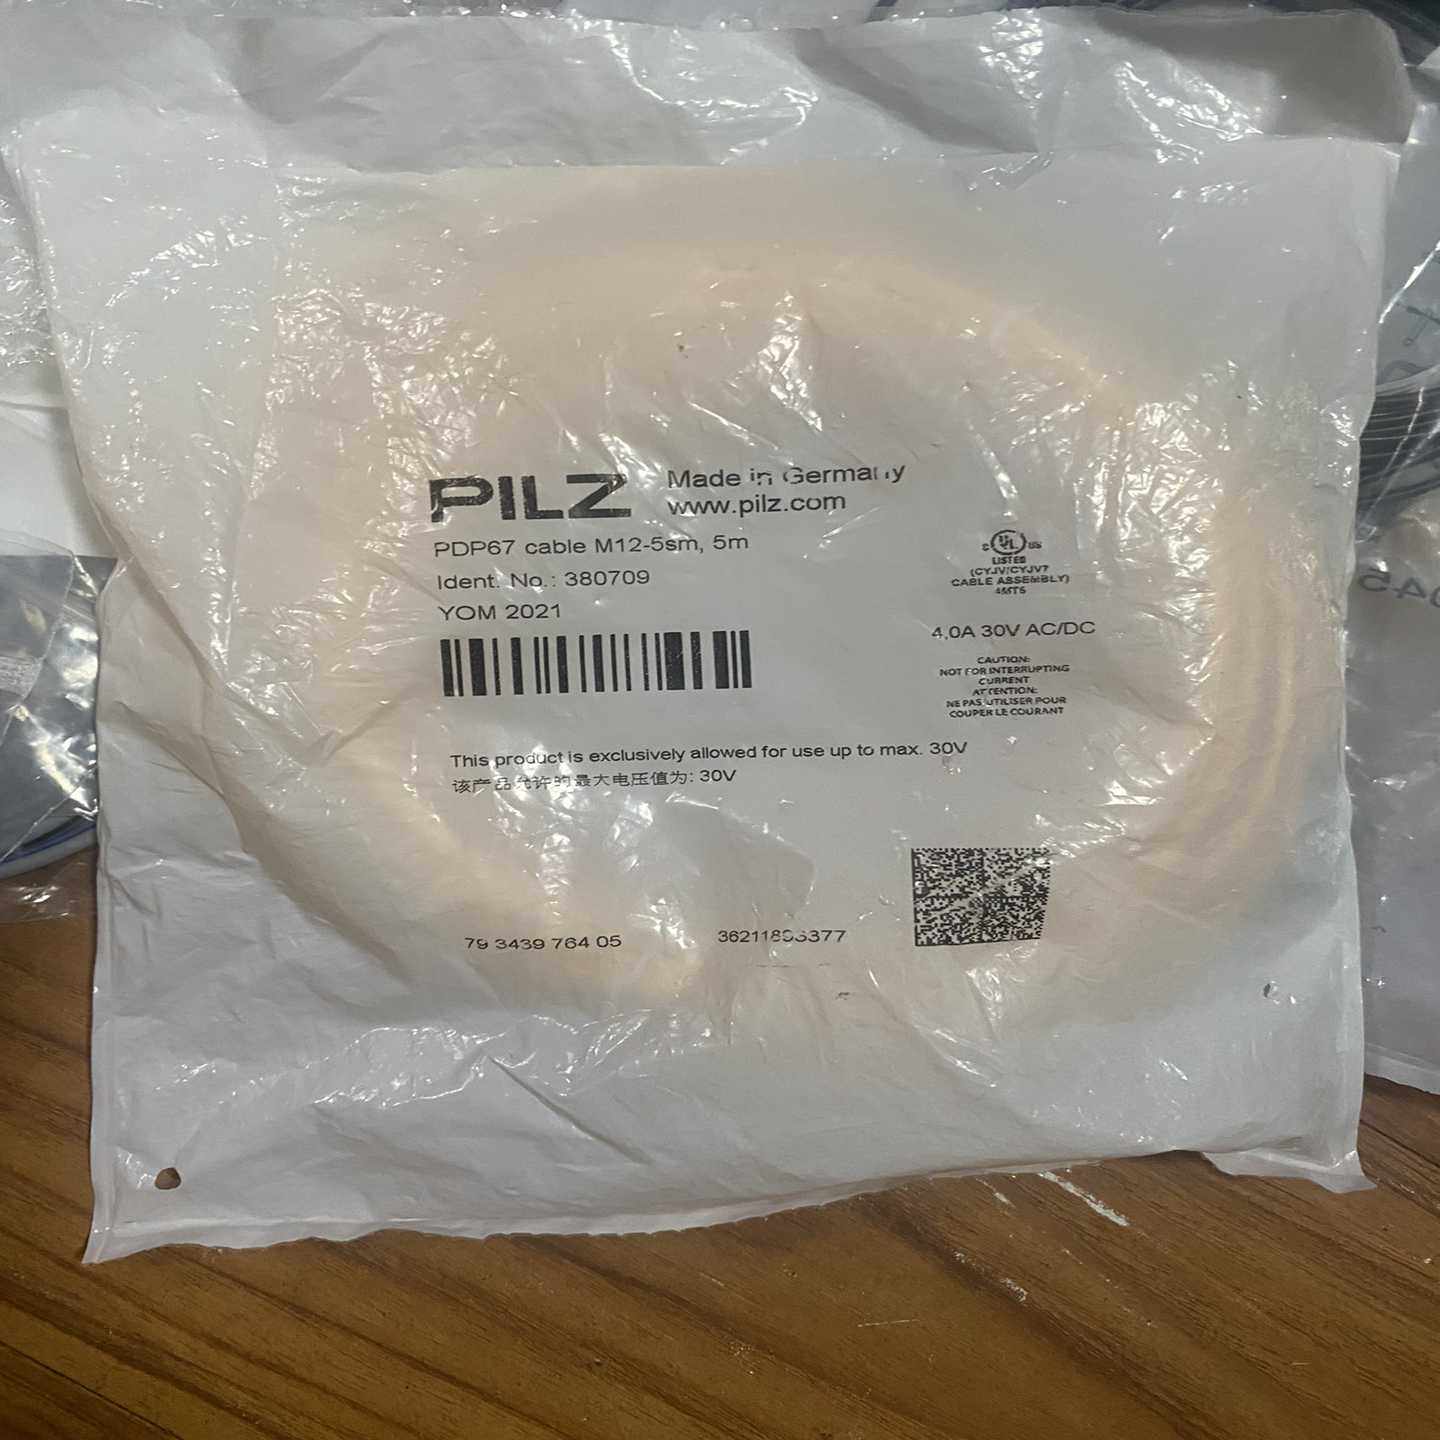 PILZ
Made in Germany
www.pilz.com
PDP67 cable M12-5sm, 5m
Ident. No.: 380709
YOM 2021
c UL us
LISTED
(CYJV/CYJV7
CABLE ASSEMBLY)
4,0A 30V AC/DC
CAUTION:
NOT FOR INTERRUPTING
CURRENT
ATTENTION:
NE PAS UTILISER POUR
COUPER LE COURANT
This product is exclusively allowed for use up to max. 30V
该产品允许的最大电压值为: 30V
79 3439 764 05